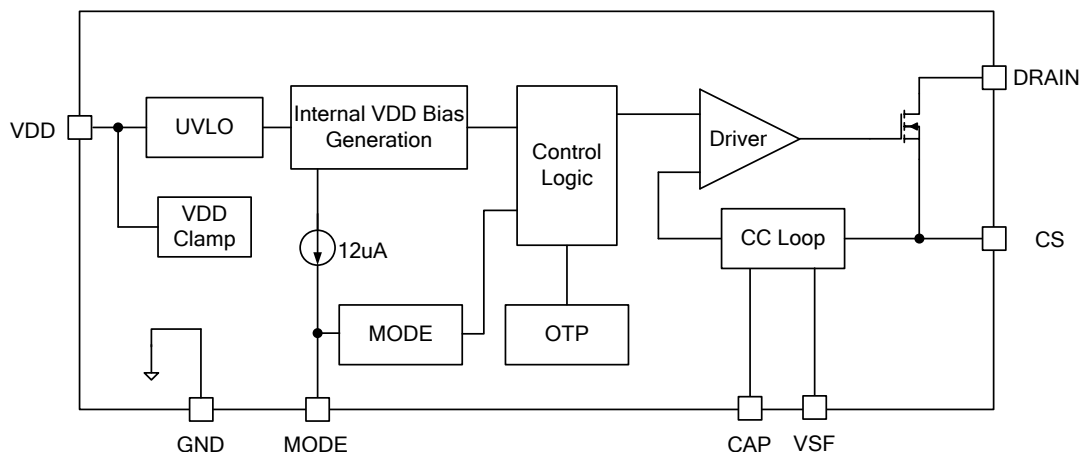 DRAIN
VDD
UVLO
Internal VDD Bias
Generation
Control
Logic
Driver
VDD
Clamp
12uA
CC Loop
CS
MODE
OTP
GND
MODE
CAP
VSF